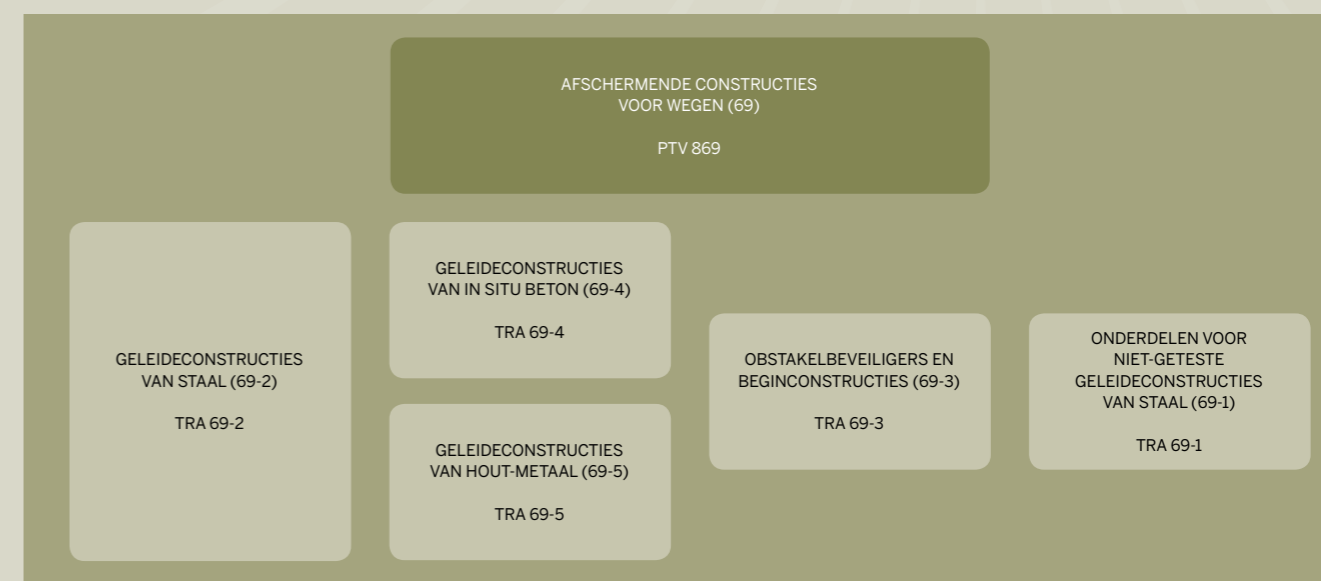 AFSCHERMENDE CONSTRUCTIES
VOOR WEGEN (69)
PTV 869
GELEIDECONSTRUCTIES
VAN STAAL (69-2)
TRA 69-2
GELEIDECONSTRUCTIES
VAN IN SITU BETON (69-4)
TRA 69-4
GELEIDECONSTRUCTIES
VAN HOUT-METAAL (69-5)
TRA 69-5
OBSTAKELBEVEILIGERS EN
BEGINCONSTRUCTIES (69-3)
TRA 69-3
ONDERDELEN VOOR
NIET-GETESTE
GELEIDECONSTRUCTIES
VAN STAAL (69-1)
TRA 69-1